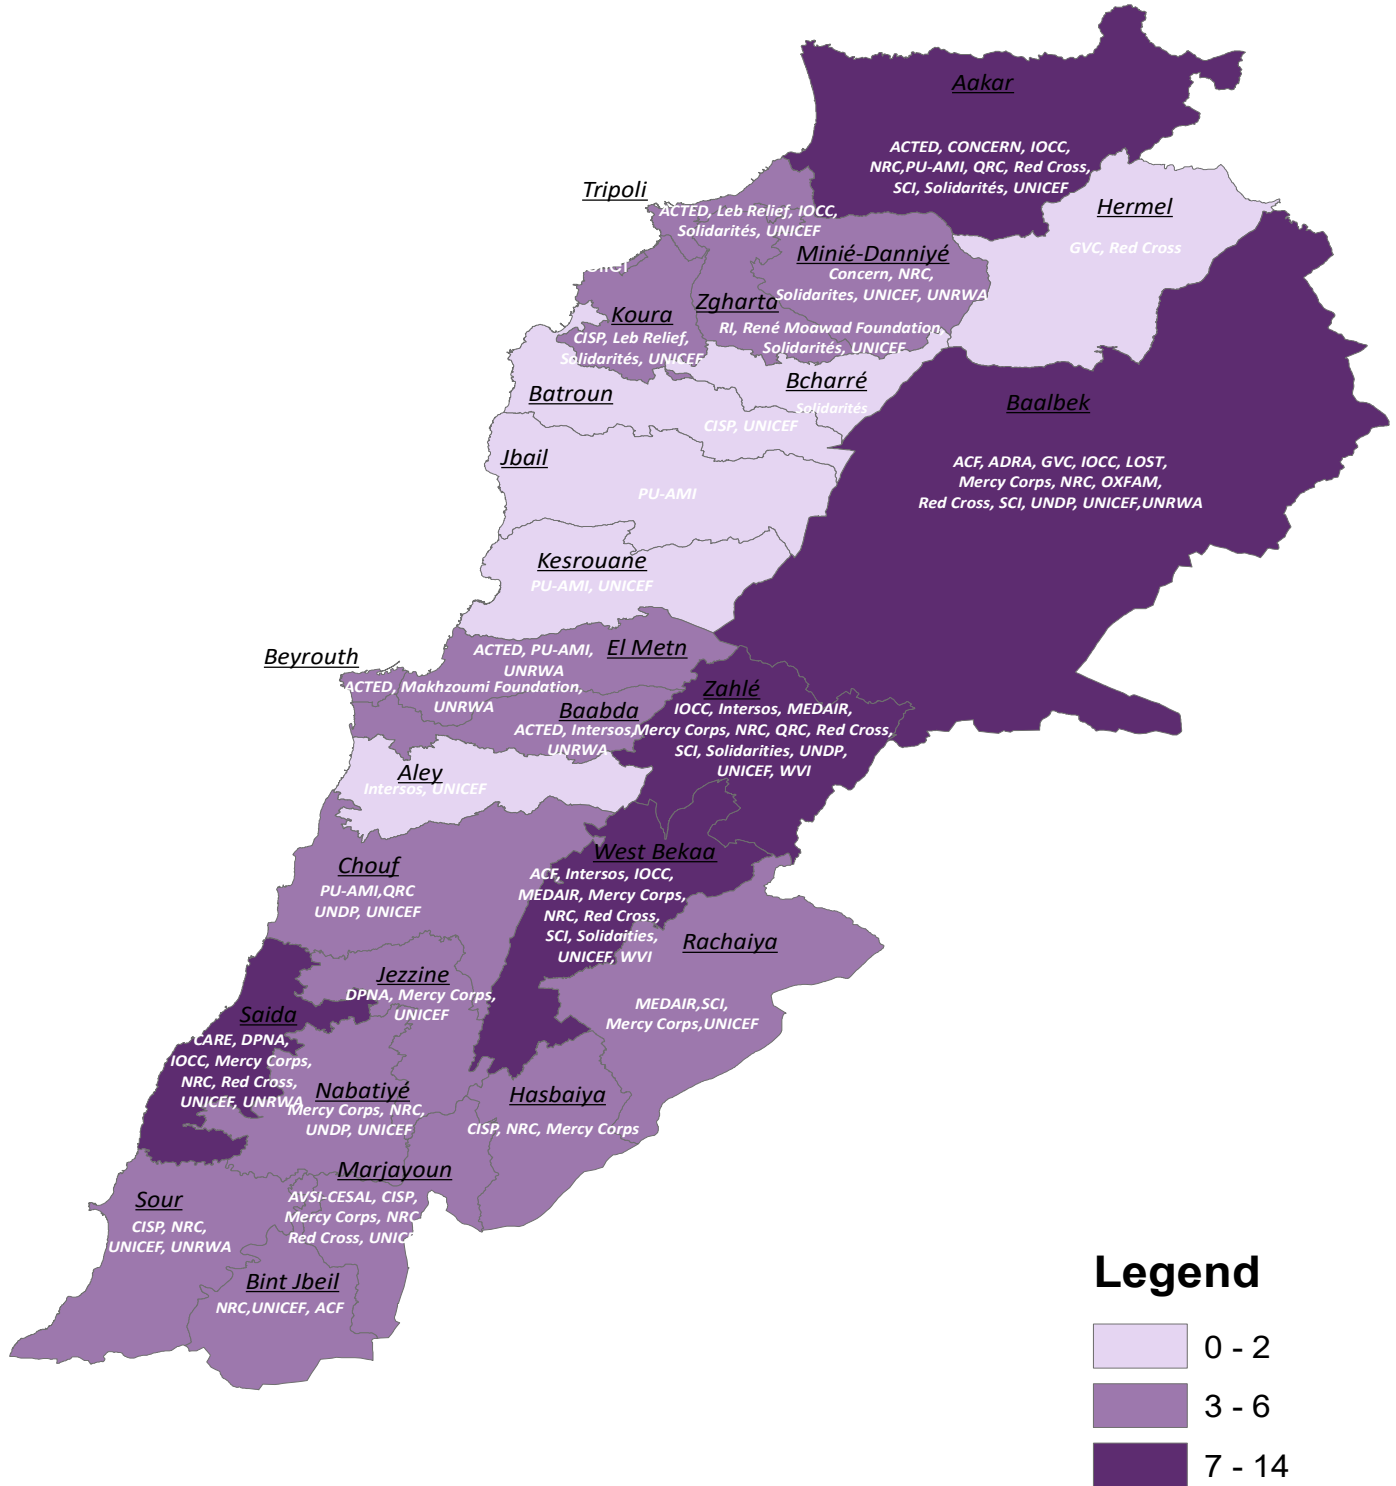 Aakar
ACTED, CONCERN, IOCC,
NRC,PU-AMI, QRC, Red Cross,
SCI, Solidarités, UNICEF
Tripoli
ACTED, Leb Relief, IOCC,
Solidarités, UNICEF
Hermel
GVC, Red Cross
Minié-Danniyé
Concern, NRC,
Solidarites, UNICEF, UNRWA
Zgharta
RI, René Moawad Foundation
Solidarités, UNICEF
Koura
CISP, Leb Relief,
Solidarités, UNICEF
Bcharré
Solidarités
Batroun
CISP, UNICEF
Baalbek
ACF, ADRA, GVC, IOCC, LOST,
Mercy Corps, NRC, OXFAM,
Red Cross, SCI, UNDP, UNICEF,UNRWA
Jbail
PU-AMI
Kesrouane
PU-AMI, UNICEF
El Metn
ACTED, PU-AMI,
UNRWA
Beyrouth
ACTED, Makhzoumi Foundation,
UNRWA
Baabda
ACTED, Intersos,
UNRWA
Zahlé
IOCC, Intersos, MEDAIR,
Mercy Corps, NRC, QRC, Red Cross,
SCI, Solidarities, UNDP,
UNICEF, WVI
Aley
Intersos, UNICEF
Chouf
PU-AMI,QRC
UNDP, UNICEF
West Bekaa
ACF, Intersos, IOCC,
MEDAIR, Mercy Corps,
NRC, Red Cross,
SCI, Solidaities,
UNICEF, WVI
Rachaiya
MEDAIR,SCI,
Mercy Corps,UNICEF
Jezzine
DPNA, Mercy Corps,
UNICEF
Saida
CARE, DPNA,
IOCC, Mercy Corps,
NRC, Red Cross,
UNICEF, UNRWA
Nabatiyé
Mercy Corps, NRC,
UNDP, UNICEF
Hasbaiya
CISP, NRC, Mercy Corps
Marjayoun
AVSI-CESAL, CISP,
Mercy Corps, NRC
Red Cross,
Sour
CISP, NRC,
UNICEF, UNRWA
Bint Jbeil
NRC,UNICEF, ACF
Legend
0 - 2
3 - 6
7 - 14